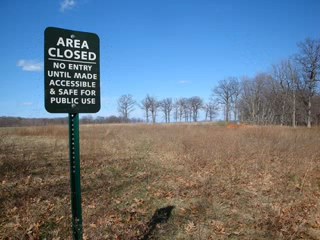 AREA
CLOSED
NO ENTRY
UNTIL MADE
ACCESSIBLE
& SAFE FOR
PUBLIC USE